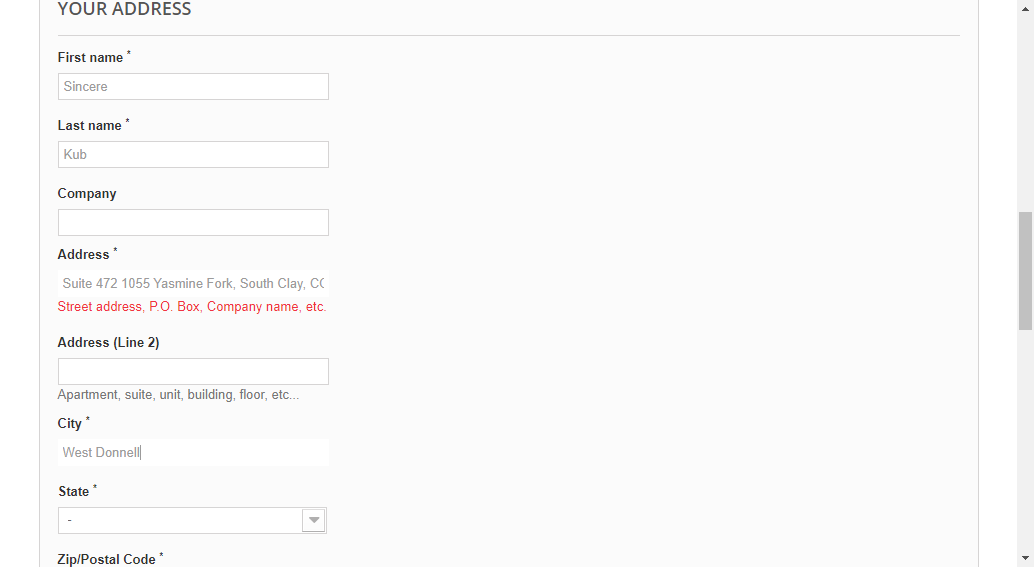 YOUR ADDRESS
First name *
Sincere
Last name *
Kub
Company
Address *
Suite 472 1055 Yasmine Fork, South Clay, CO
Street address, P.O. Box, Company name, etc.
Address (Line 2)
Apartment, suite, unit, building, floor, etc...
City *
West Donnell
State *
-
Zip/Postal Code *